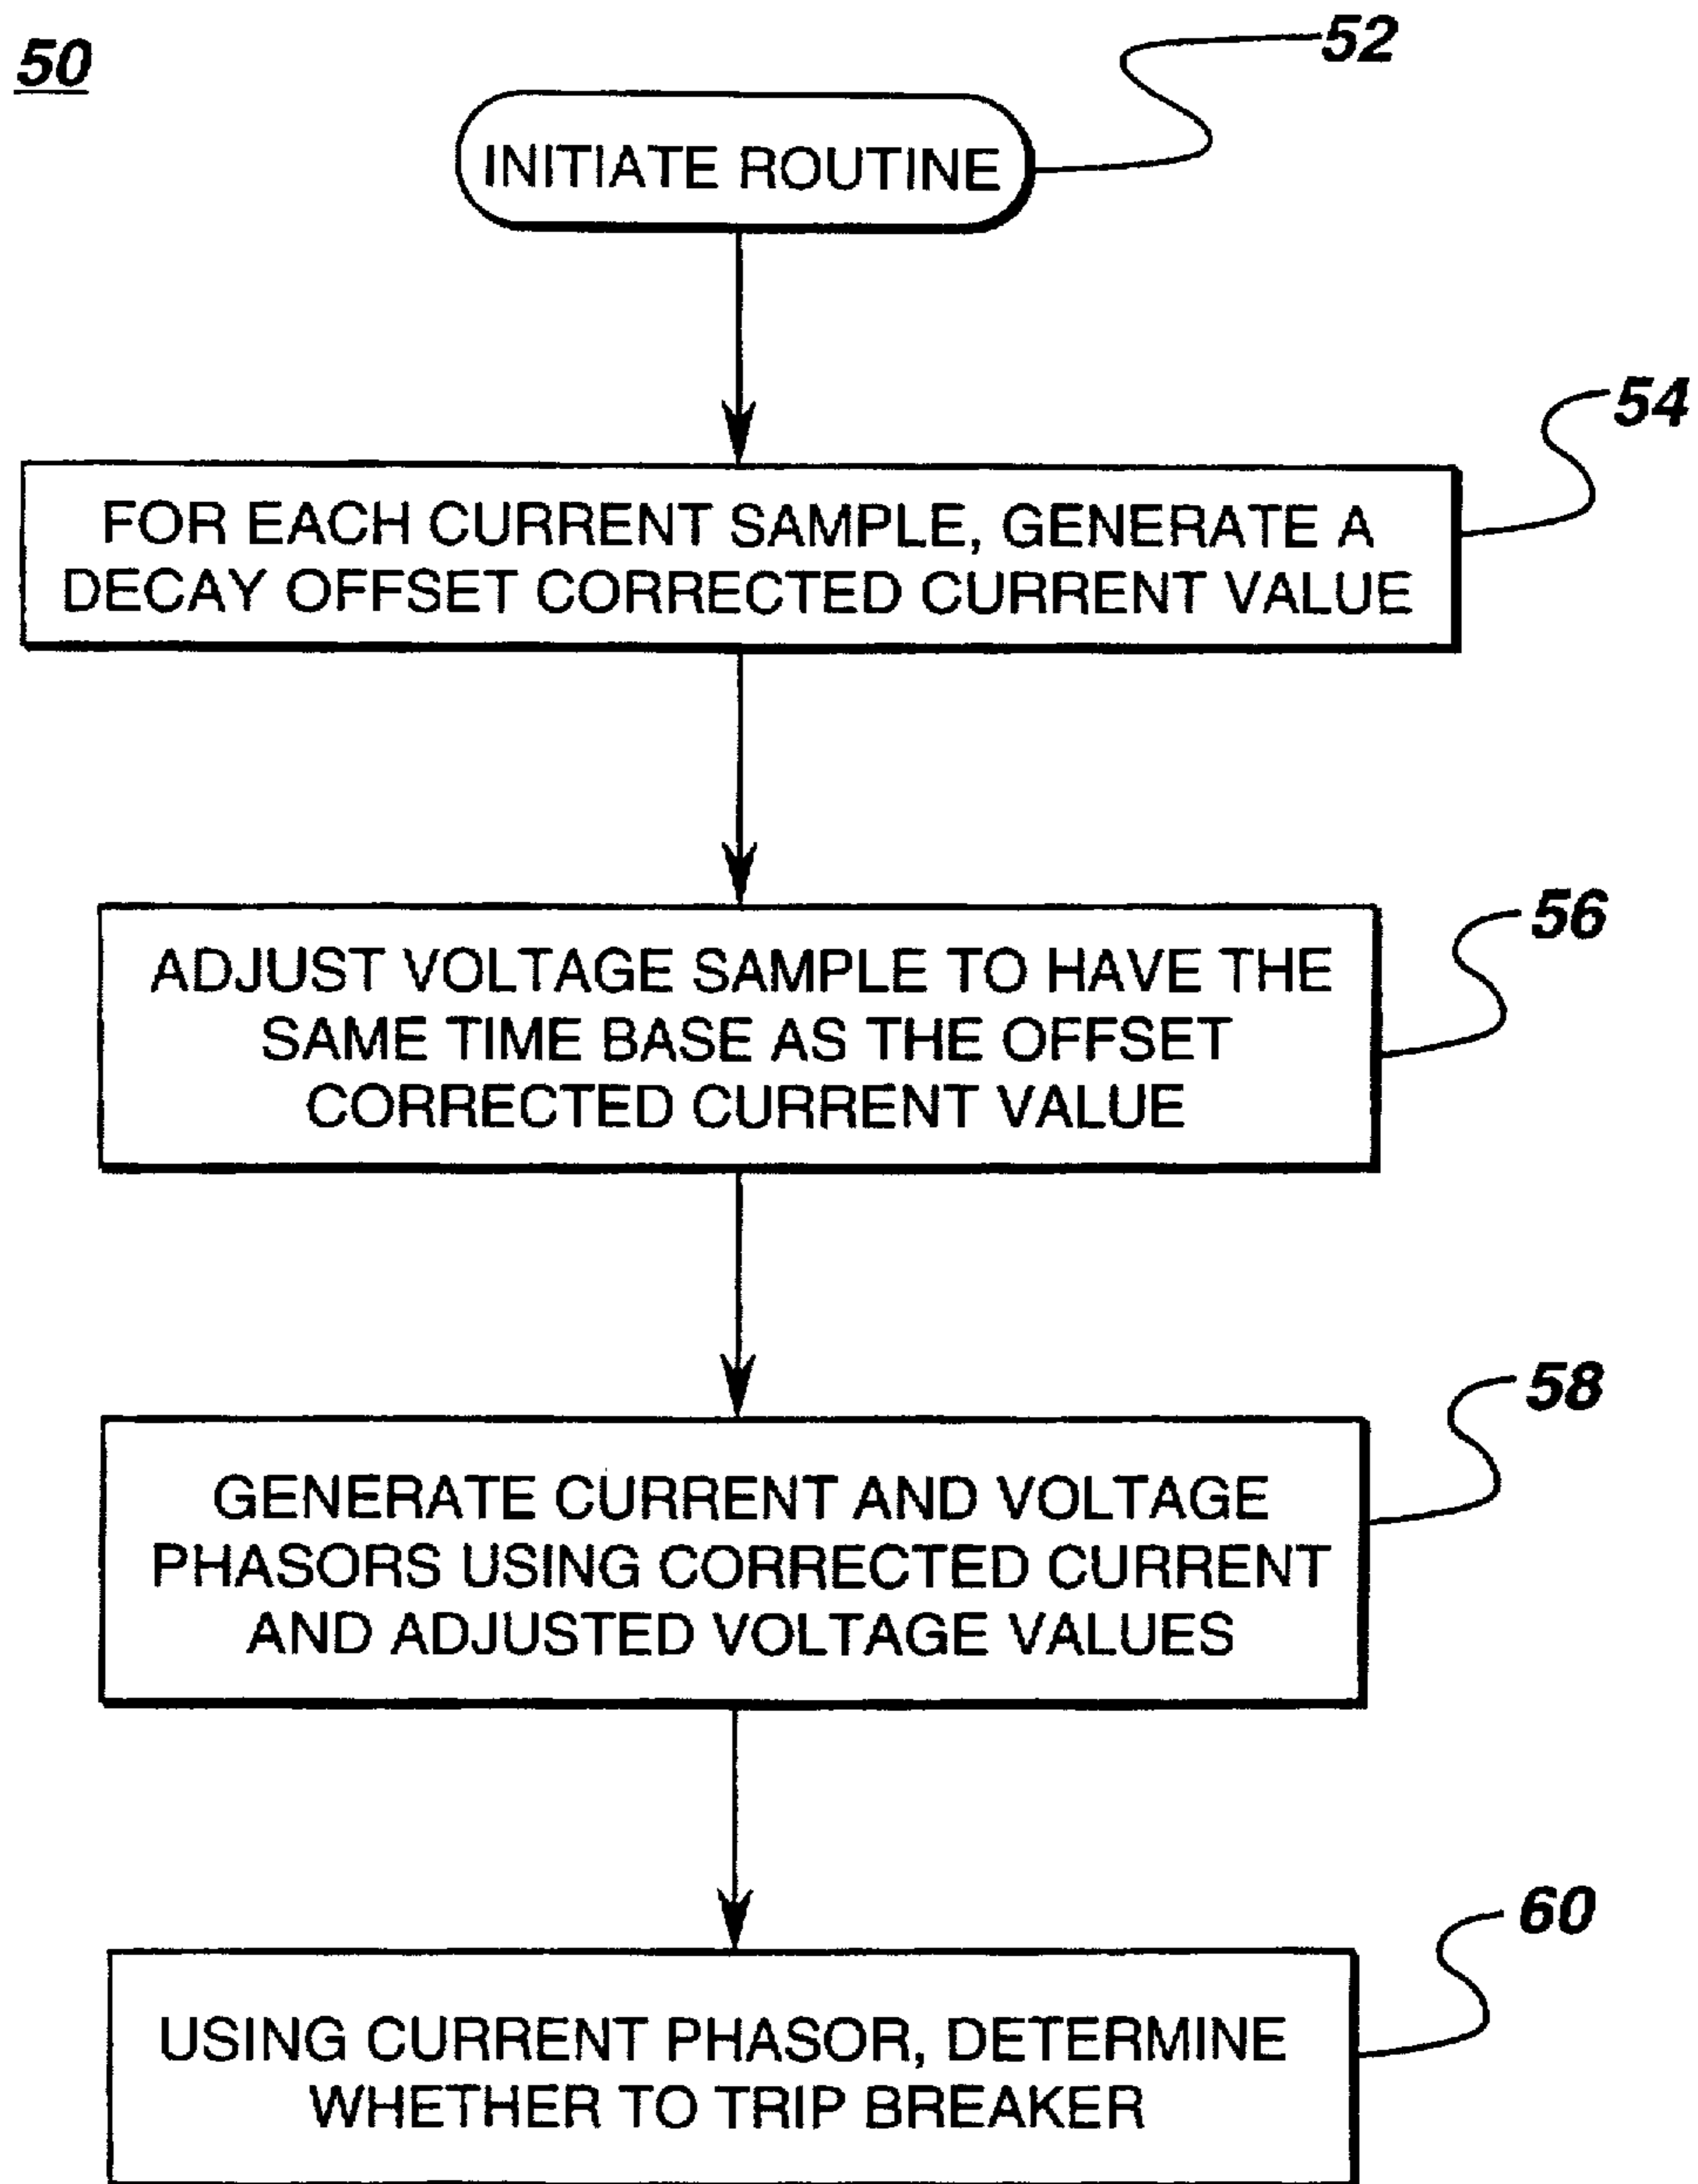 50
52
INITIATE ROUTINE
54
FOR EACH CURRENT SAMPLE, GENERATE A
DECAY OFFSET CORRECTED CURRENT VALUE
56
ADJUST VOLTAGE SAMPLE TO HAVE THE
SAME TIME BASE AS THE OFFSET
CORRECTED CURRENT VALUE
58
GENERATE CURRENT AND VOLTAGE
PHASORS USING CORRECTED CURRENT
AND ADJUSTED VOLTAGE VALUES
60
USING CURRENT PHASOR, DETERMINE
WHETHER TO TRIP BREAKER